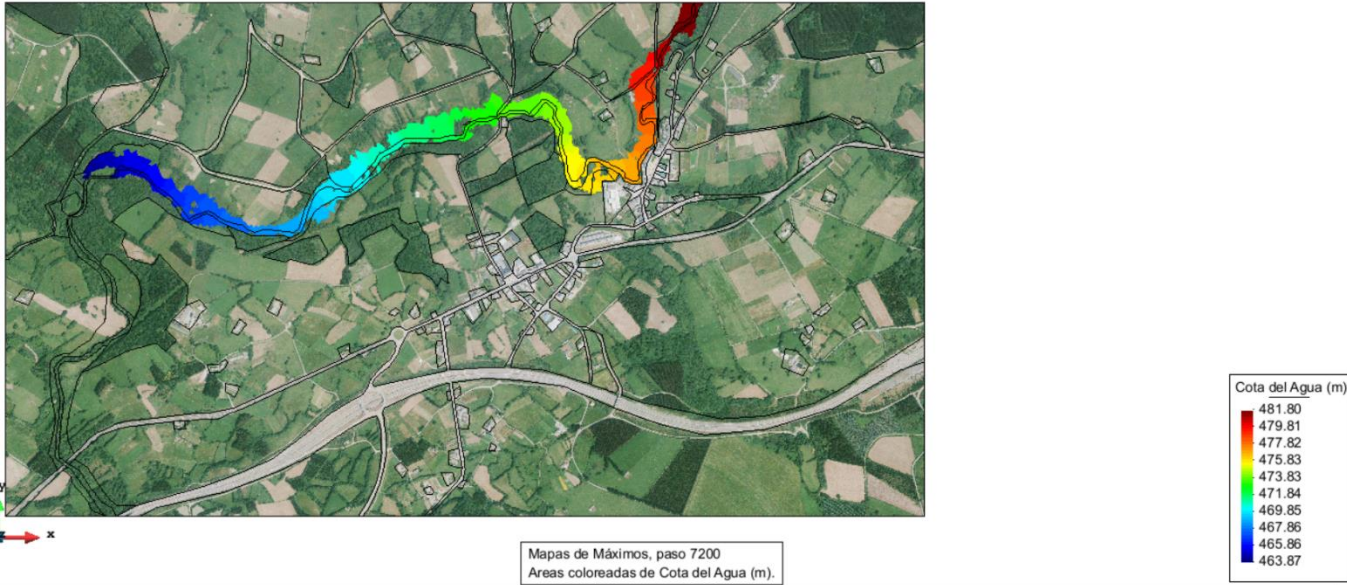 Cota del Agua (m)
481.80
479.81
477.82
475.83
473.83
471.84
469.85
467.86
465.86
463.87
y
x
Mapas de Máximos, paso 7200
Areas coloreadas de Cota del Agua (m).